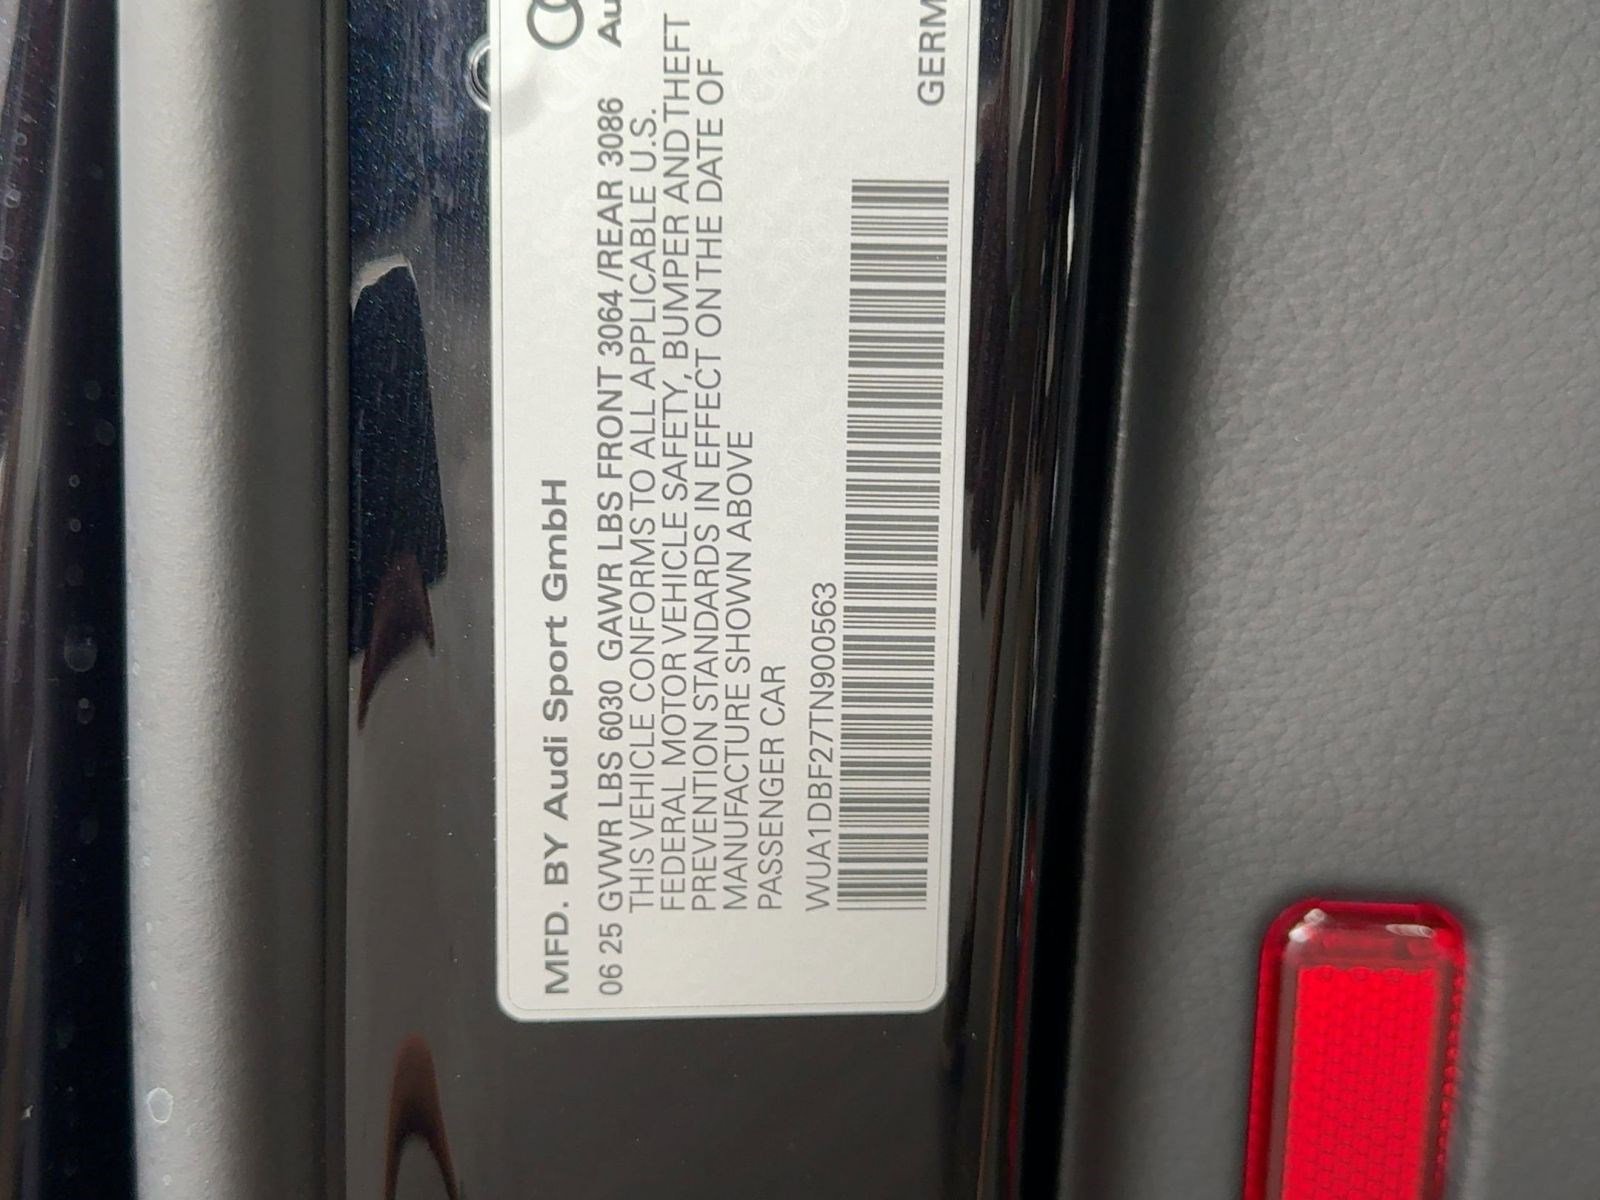 MFD. BY Audi Sport GmbH
06 25 GVWR LBS 6030 GAWR LBS FRONT 3064 /REAR 3086
THIS VEHICLE CONFORMS TO ALL APPLICABLE U.S.
FEDERAL MOTOR VEHICLE SAFETY, BUMPER AND THEFT
PREVENTION STANDARDS IN EFFECT ON THE DATE OF
MANUFACTURE SHOWN ABOVE
PASSENGER CAR
WUA1DBF27TN900563